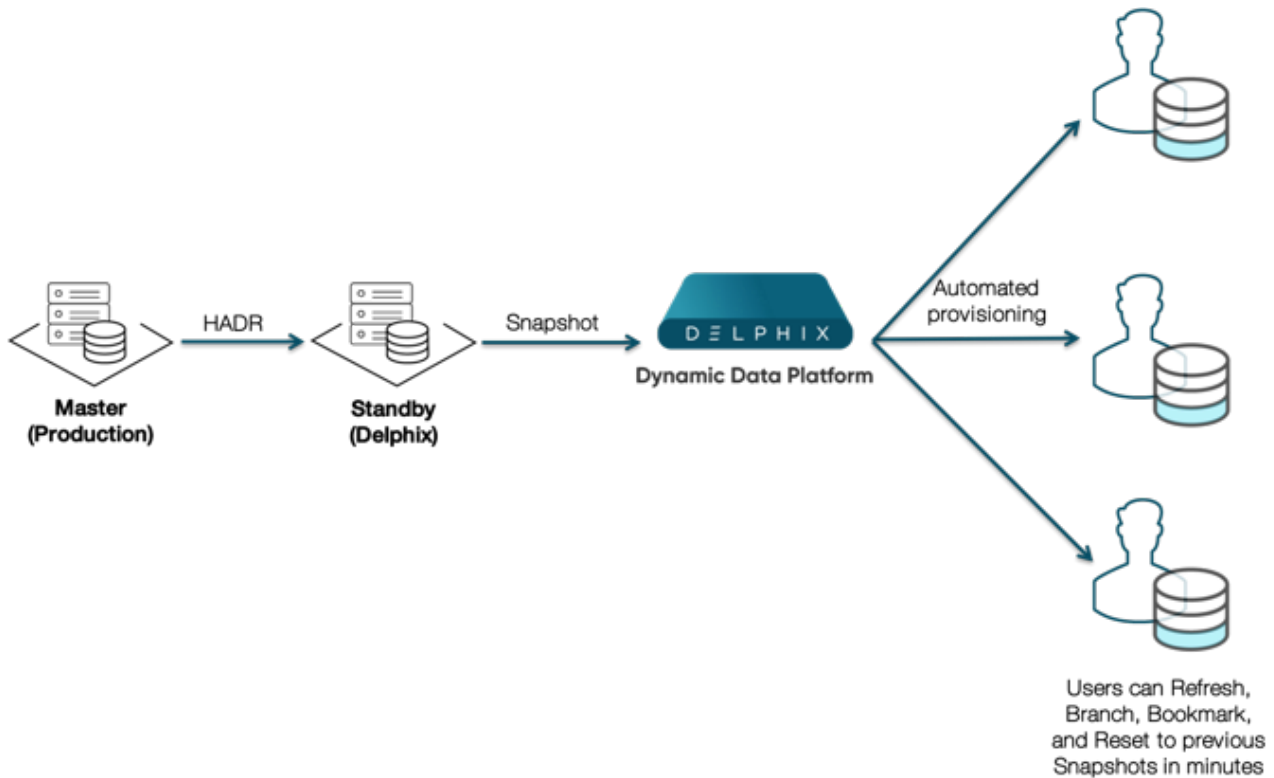 HADR
Snapshot
Automated
provisioning
DELPHIX
Dynamic Data Platform
Master
(Production)
Standby
(Delphix)
Users can Refresh,
Branch, Bookmark,
and Reset to previous
Snapshots in minutes